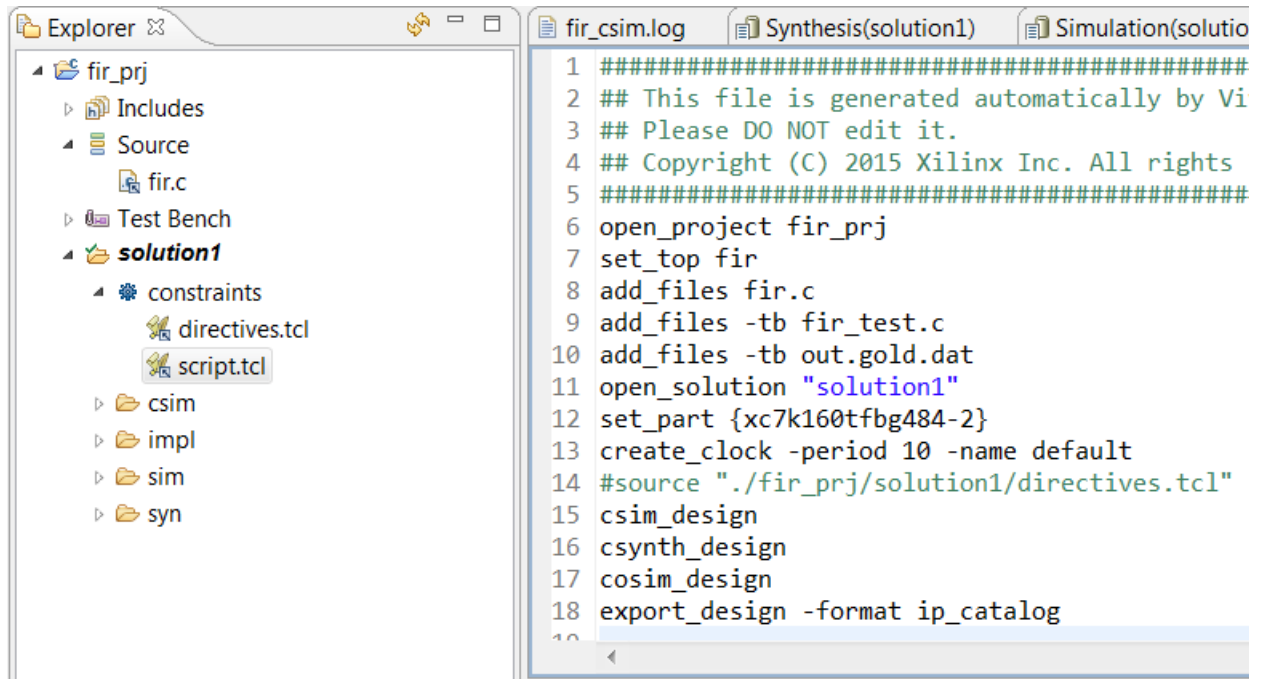 Explorer
fir_prj
Includes
Source
fir.c
Test Bench
solution1
constraints
directives.tcl
script.tcl
csim
impl
sim
syn
fir_csim.log Synthesis(solution1) Simulation(solutio
1 #############################################
2 ## This file is generated automatically by Vi
3 ## Please DO NOT edit it.
4 ## Copyright (C) 2015 Xilinx Inc. All rights
5 #############################################
6 open_project fir_prj
7 set_top fir
8 add_files fir.c
9 add_files -tb fir_test.c
10 add_files -tb out.gold.dat
11 open_solution "solution1"
12 set_part {xc7k160tfbg484-2}
13 create_clock -period 10 -name default
14 #source "./fir_prj/solution1/directives.tcl"
15 csim_design
16 csynth_design
17 cosim_design
18 export_design -format ip_catalog